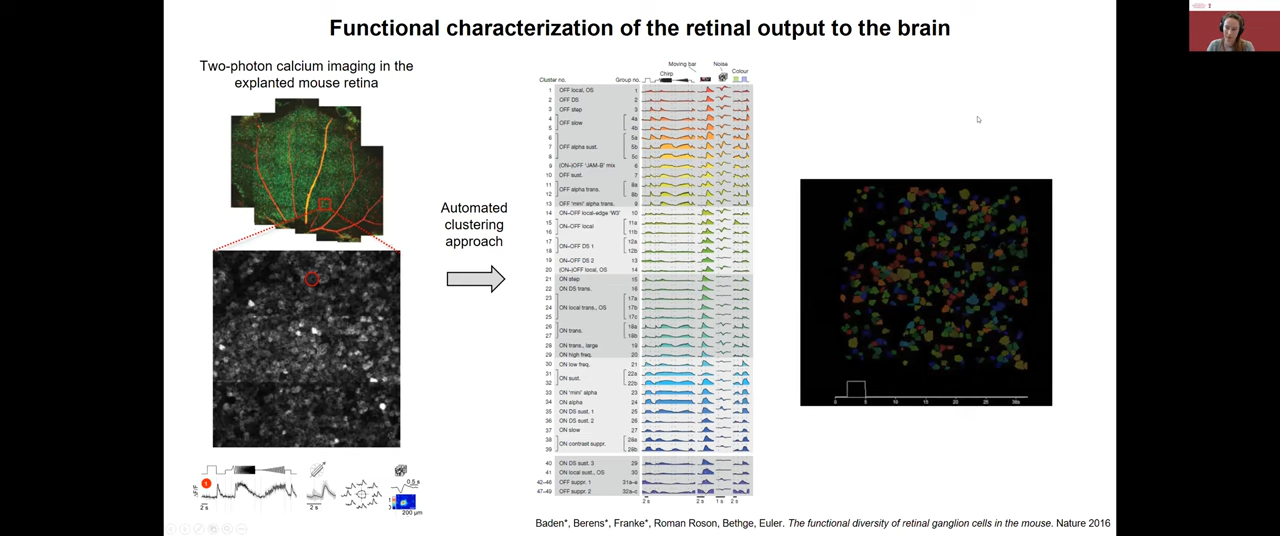 Functional characterization of the retinal output to the brain
Two-photon calcium imaging in the
explanted mouse retina
Automated
clustering
approach
Moving bar
Noise
Chirp
Colour
Cluster no.
Group no.
1 OFF local, OS 1
2 OFF DS 2
3 OFF step 3
4 OFF slow 4a
5 4b
6 OFF alpha sust. 5a
7 5b
8 5c
9 (ON-)OFF 'JAM-B' mix 6
10 OFF sust. 7
11 OFF alpha trans. 8a
12 8b
13 OFF 'mini' alpha trans. 9
14 ON-OFF local-edge 'W3' 10
15 ON-OFF local 11a
16 11b
17 ON-OFF DS 1 12a
18 12b
19 ON-OFF DS 2 13
20 (ON-)OFF local, OS 14
21 ON step 15
22 ON DS trans. 16
23 17a
24 ON local trans., OS 17b
25 17c
26 ON trans. 18a
27 18b
28 ON trans., large 19
29 ON high freq. 20
30 ON low freq. 21
31 ON sust. 22a
32 22b
33 ON 'mini' alpha 23
34 ON alpha 24
35 ON DS sust. 1 25
36 ON DS sust. 2 26
37 ON slow 27
38 ON contrast suppr. 28a
39 28b
40 ON DS sust. 3 29
41 ON local sust., OS 30
42-46 OFF suppr. 1 31a-e
47-49 OFF suppr. 2 32a-c
2 s 2 s 1 s 2 s
0 5 10 15 20 25 30 s
1
dF/F
2 s
2 s
0.5 s
200 µm
Baden*, Berens*, Franke*, Roman Roson, Bethge, Euler. The functional diversity of retinal ganglion cells in the mouse. Nature 2016